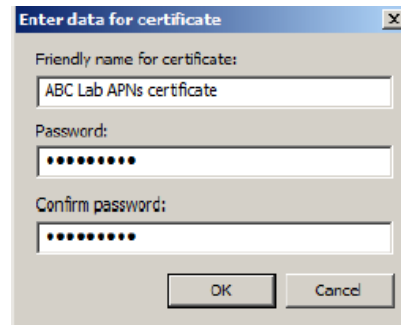 Enter data for certificate
Friendly name for certificate:
ABC Lab APNs certificate
Password:
•••••••••
Confirm password:
•••••••••
OK Cancel